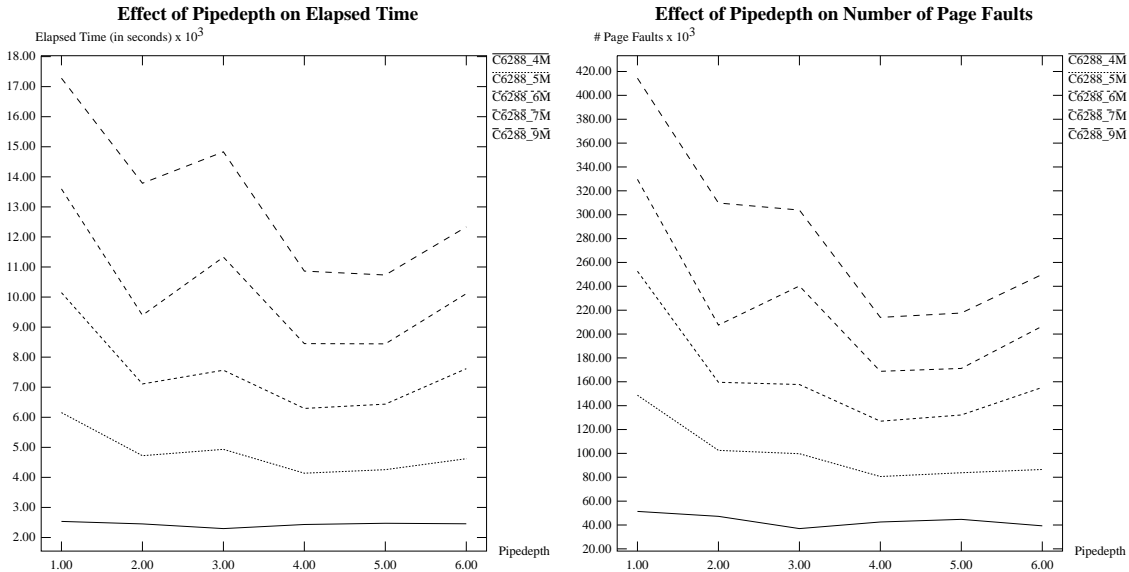 Effect of Pipedepth on Elapsed Time
Elapsed Time (in seconds) x 10^3
18.00
17.00
16.00
15.00
14.00
13.00
12.00
11.00
10.00
9.00
8.00
7.00
6.00
5.00
4.00
3.00
2.00
1.00 2.00 3.00 4.00 5.00 6.00
Pipedepth
C6288_4M
C6288_5M
C6288_6M
C6288_7M
C6288_9M
Effect of Pipedepth on Number of Page Faults
# Page Faults x 10^3
420.00
400.00
380.00
360.00
340.00
320.00
300.00
280.00
260.00
240.00
220.00
200.00
180.00
160.00
140.00
120.00
100.00
80.00
60.00
40.00
20.00
1.00 2.00 3.00 4.00 5.00 6.00
Pipedepth
C6288_4M
C6288_5M
C6288_6M
C6288_7M
C6288_9M